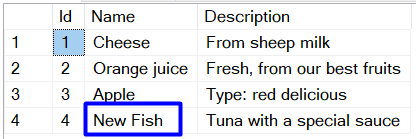 Id Name Description
1 1 Cheese From sheep milk
2 2 Orange juice Fresh, from our best fruits
3 3 Apple Type: red delicious
4 4 New Fish Tuna with a special sauce